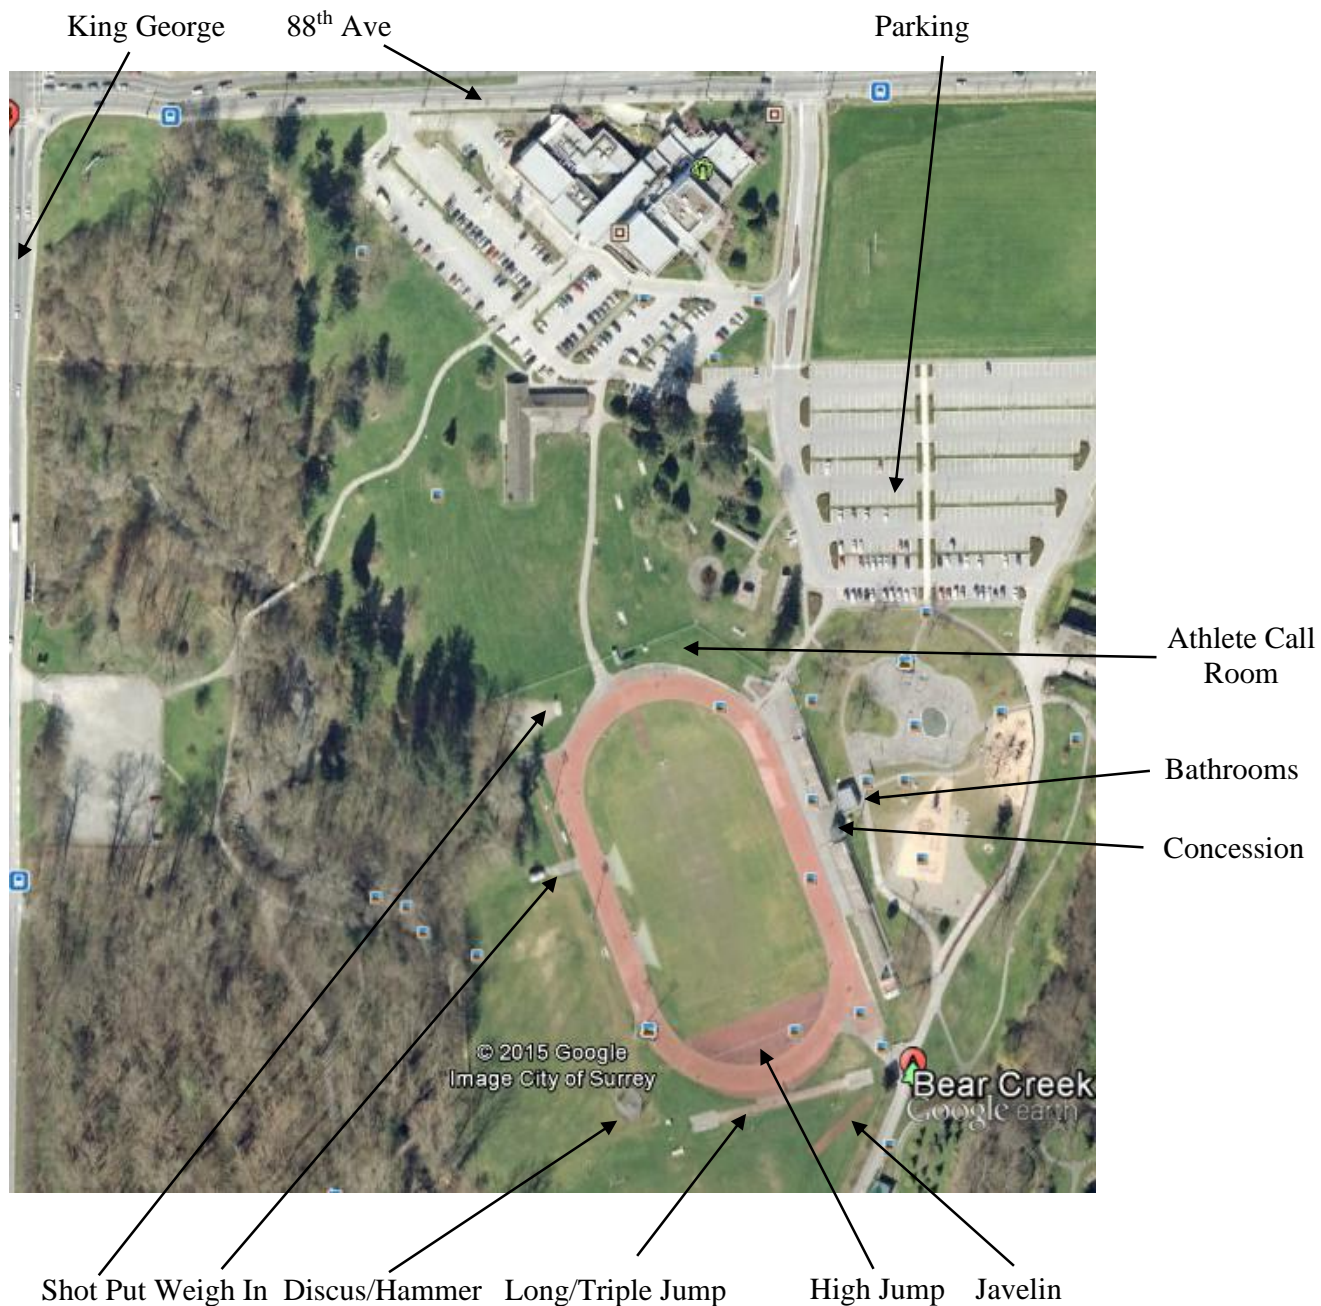 King George 88th Ave Parking
Athlete Call
Room
Bathrooms
Concession
© 2015 Google
Image City of Surrey
Bear Creek
Google earth
Shot Put Weigh In Discus/Hammer Long/Triple Jump High Jump Javelin